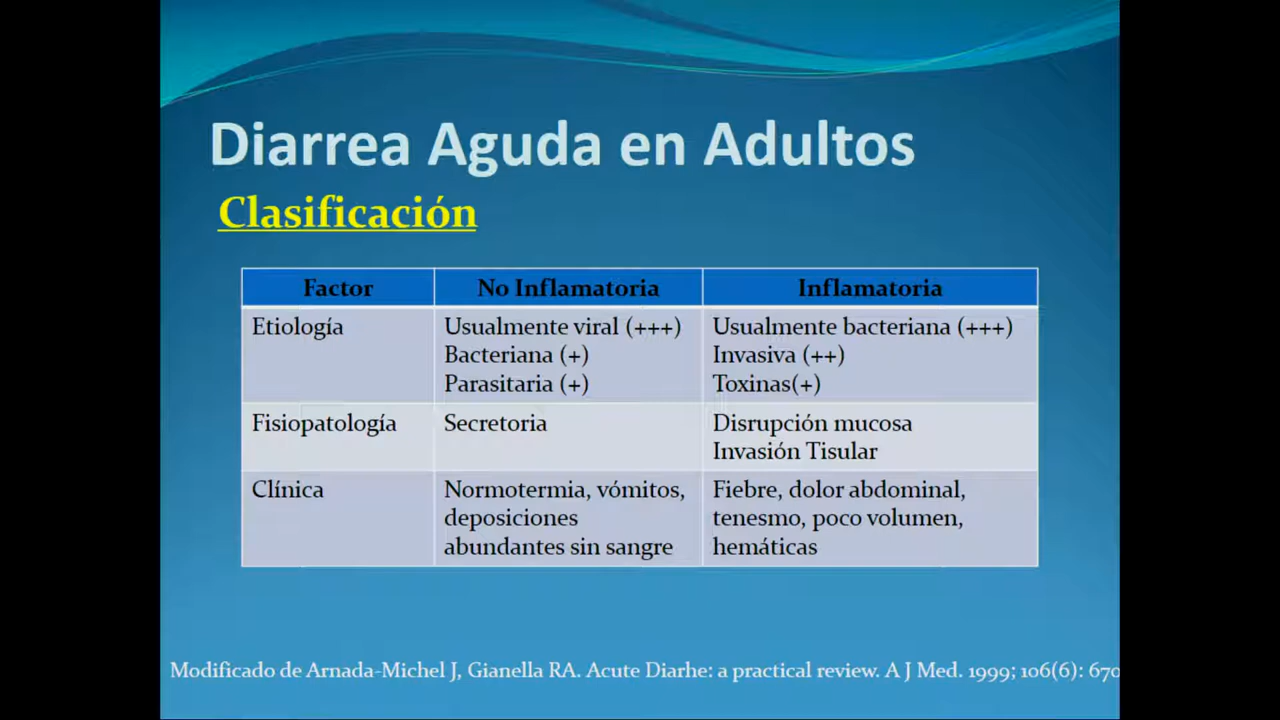 Diarrea Aguda en Adultos
Clasificación
Factor No Inflamatoria Inflamatoria
Etiología Usualmente viral (+++) Usualmente bacteriana (+++)
Bacteriana (+) Invasiva (++)
Parasitaria (+) Toxinas(+)
Fisiopatología Secretoria Disrupción mucosa
Invasión Tisular
Clínica Normotermia, vómitos, Fiebre, dolor abdominal,
deposiciones tenesmo, poco volumen,
abundantes sin sangre hemáticas
Modificado de Arnada-Michel J, Gianella RA. Acute Diarhe: a practical review. A J Med. 1999; 106(6): 670